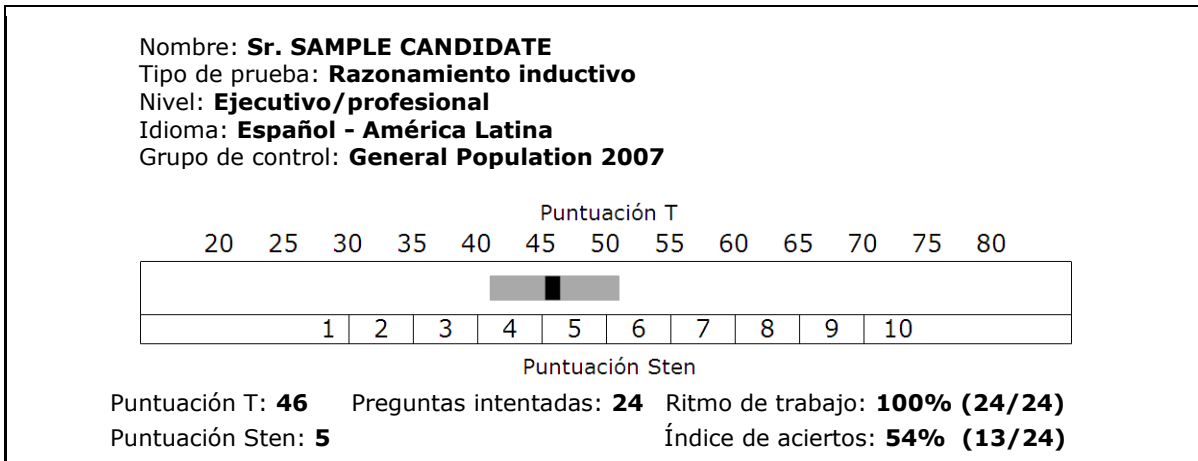 Nombre: Sr. SAMPLE CANDIDATE
Tipo de prueba: Razonamiento inductivo
Nivel: Ejecutivo/profesional
Idioma: Español - América Latina
Grupo de control: General Population 2007
Puntuación T
20 25 30 35 40 45 50 55 60 65 70 75 80
1 2 3 4 5 6 7 8 9 10
Puntuación Sten
Puntuación T: 46 Preguntas intentadas: 24 Ritmo de trabajo: 100% (24/24)
Puntuación Sten: 5 Índice de aciertos: 54% (13/24)